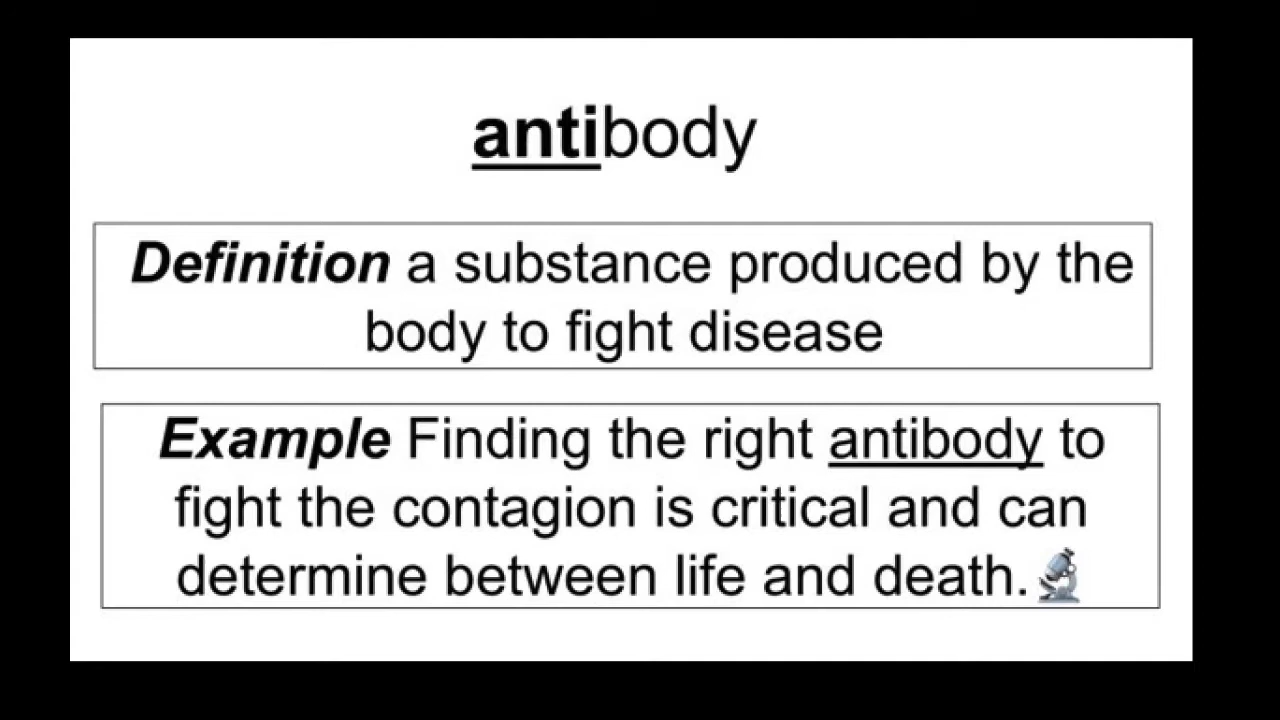 antibody
Definition a substance produced by the
body to fight disease
Example Finding the right antibody to
fight the contagion is critical and can
determine between life and death.